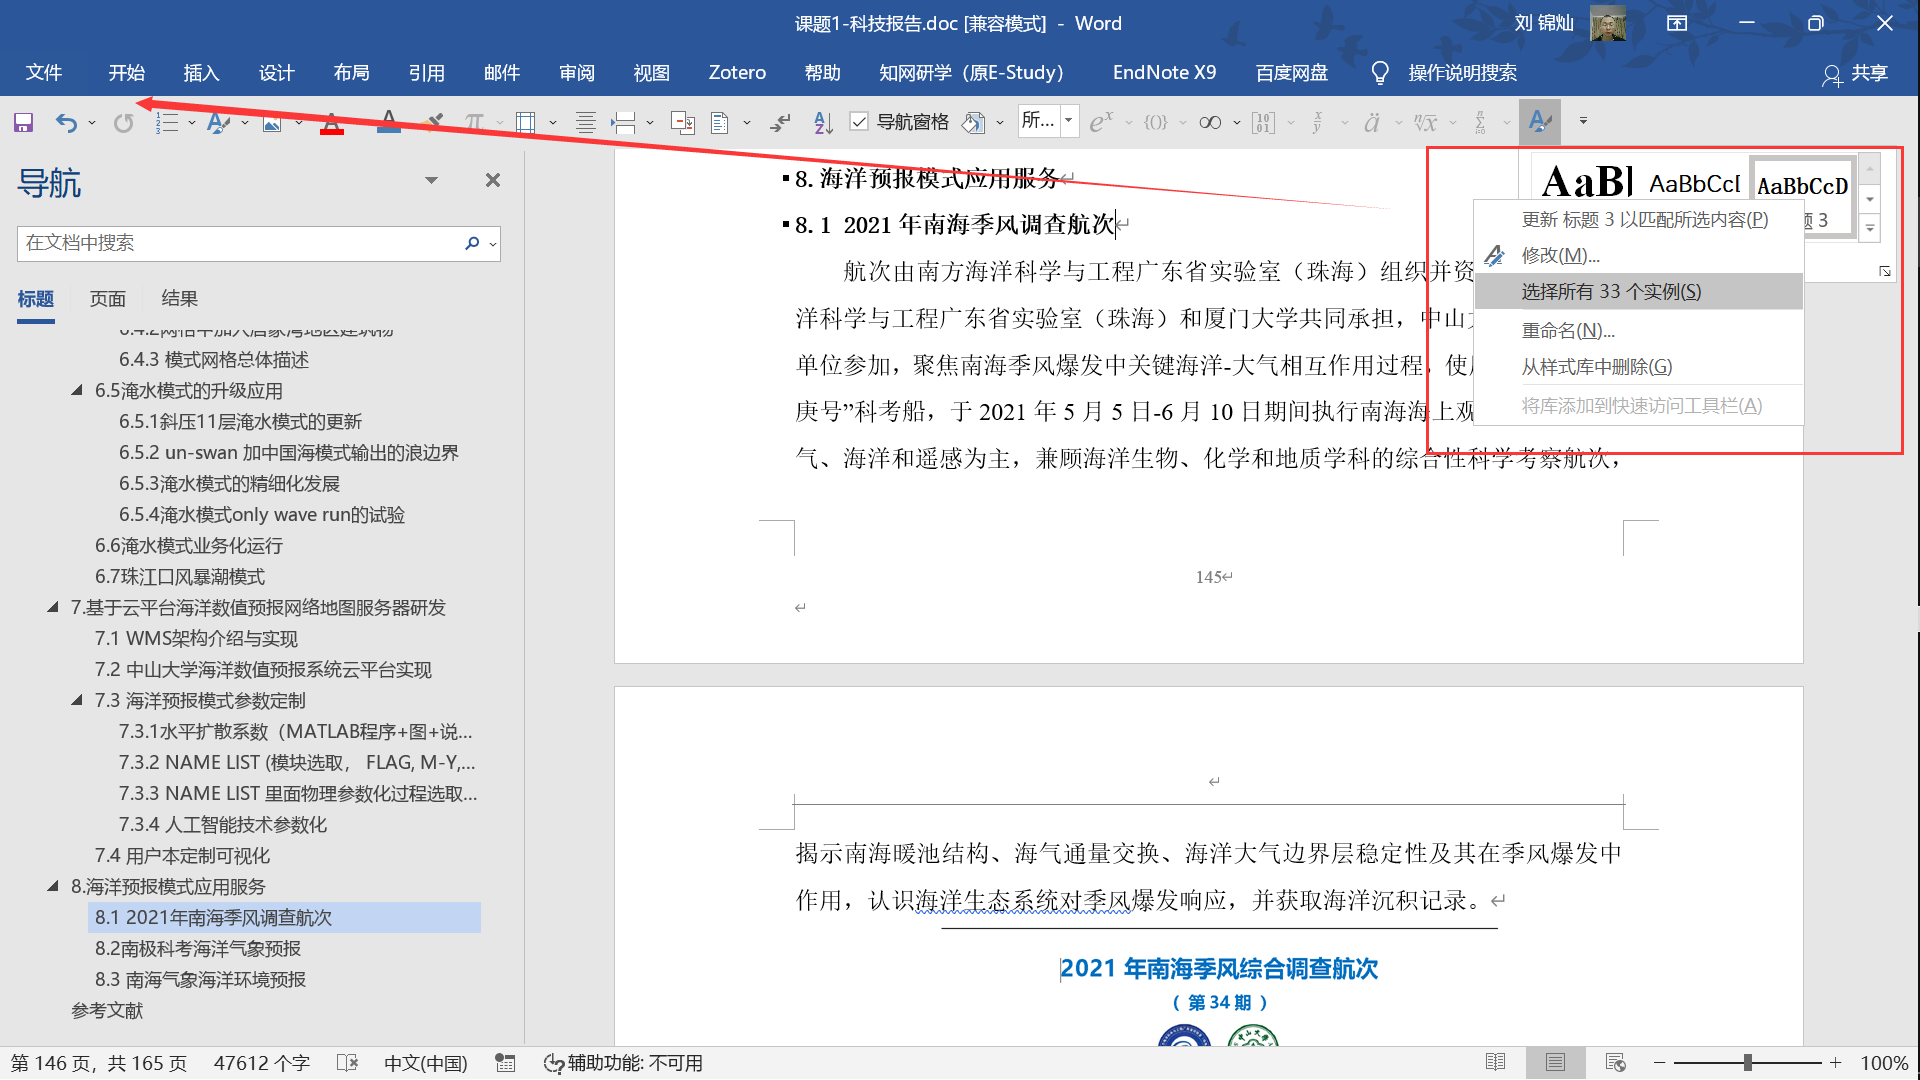 课题1-科技报告.doc [兼容模式] - Word
刘 锦灿
文件 开始 插入 设计 布局 引用 邮件 审阅 视图 Zotero 帮助 知网研学（原E-Study） EndNote X9 百度网盘 操作说明搜索 共享
导航窗格 所...
导航
在文档中搜索
标题 页面 结果
6.4.2网格中加入唐家湾地区建筑物
6.4.3 模式网格总体描述
6.5淹水模式的升级应用
6.5.1斜压11层淹水模式的更新
6.5.2 un-swan 加中国海模式输出的浪边界
6.5.3淹水模式的精细化发展
6.5.4淹水模式only wave run的试验
6.6淹水模式业务化运行
6.7珠江口风暴潮模式
7.基于云平台海洋数值预报网络地图服务器研发
7.1 WMS架构介绍与实现
7.2 中山大学海洋数值预报系统云平台实现
7.3 海洋预报模式参数定制
7.3.1水平扩散系数（MATLAB程序+图+说...
7.3.2 NAME LIST (模块选取， FLAG, M-Y,...
7.3.3 NAME LIST 里面物理参数化过程选取...
7.3.4 人工智能技术参数化
7.4 用户本定制可视化
8.海洋预报模式应用服务
8.1 2021年南海季风调查航次
8.2南极科考海洋气象预报
8.3 南海气象海洋环境预报
参考文献
8. 海洋预报模式应用服务
8.1 2021 年南海季风调查航次
航次由南方海洋科学与工程广东省实验室（珠海）组织并资
洋科学与工程广东省实验室（珠海）和厦门大学共同承担，中山
单位参加，聚焦南海季风爆发中关键海洋-大气相互作用过程，使
庚号”科考船，于 2021 年 5 月 5 日-6 月 10 日期间执行南海海上观
气、海洋和遥感为主，兼顾海洋生物、化学和地质学科的综合性科学考察航次，
145
AaBl AaBbCc[ AaBbCcD
题 3
更新 标题 3 以匹配所选内容(P)
修改(M)...
选择所有 33 个实例(S)
重命名(N)...
从样式库中删除(G)
将库添加到快速访问工具栏(A)
揭示南海暖池结构、海气通量交换、海洋大气边界层稳定性及其在季风爆发中
作用，认识海洋生态系统对季风爆发响应，并获取海洋沉积记录。
2021 年南海季风综合调查航次
（ 第 34 期 ）
第 146 页，共 165 页 47612 个字 中文(中国) 辅助功能: 不可用 100%